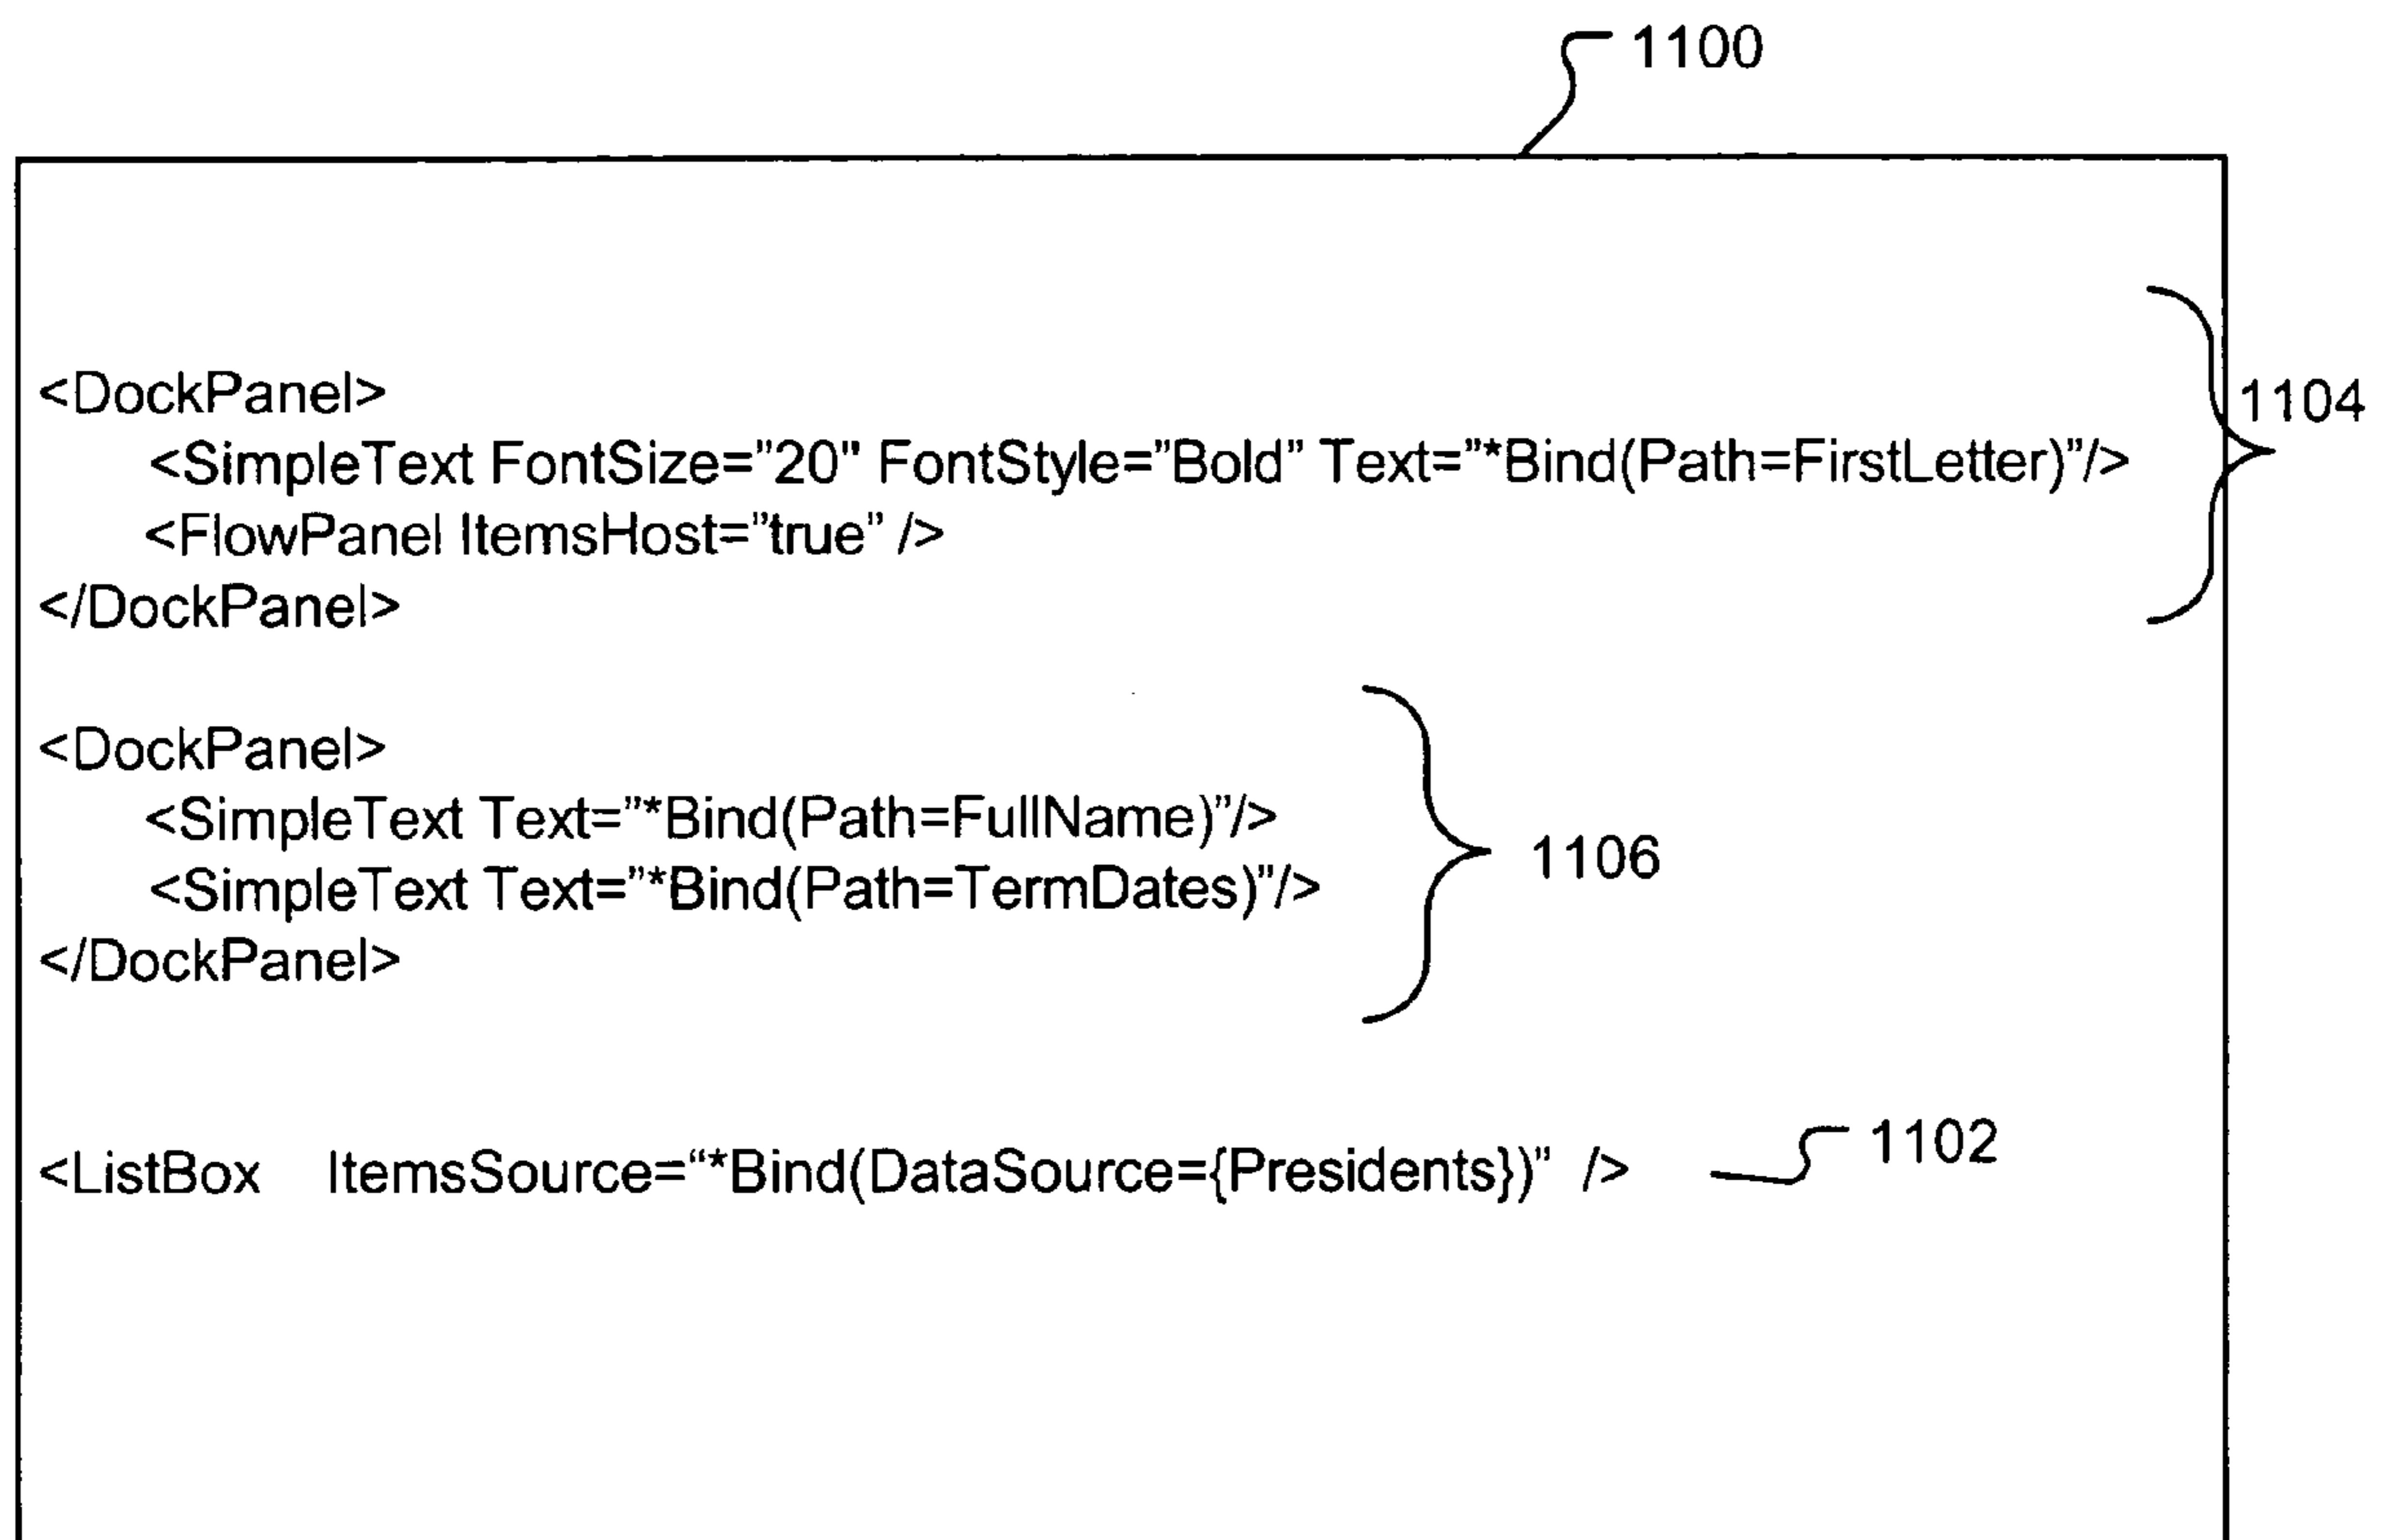 1100
<DockPanel>
1104
<SimpleText FontSize=”20" FontStyle=”Bold” Text=”*Bind(Path=FirstLetter)”/>
<FlowPanel ItemsHost=”true” />
</DockPanel>
<DockPanel>
<SimpleText Text=”*Bind(Path=FullName)”/>
1106
<SimpleText Text=”*Bind(Path=TermDates)”/>
</DockPanel>
<ListBox ItemsSource=“*Bind(DataSource={Presidents})” />
1102